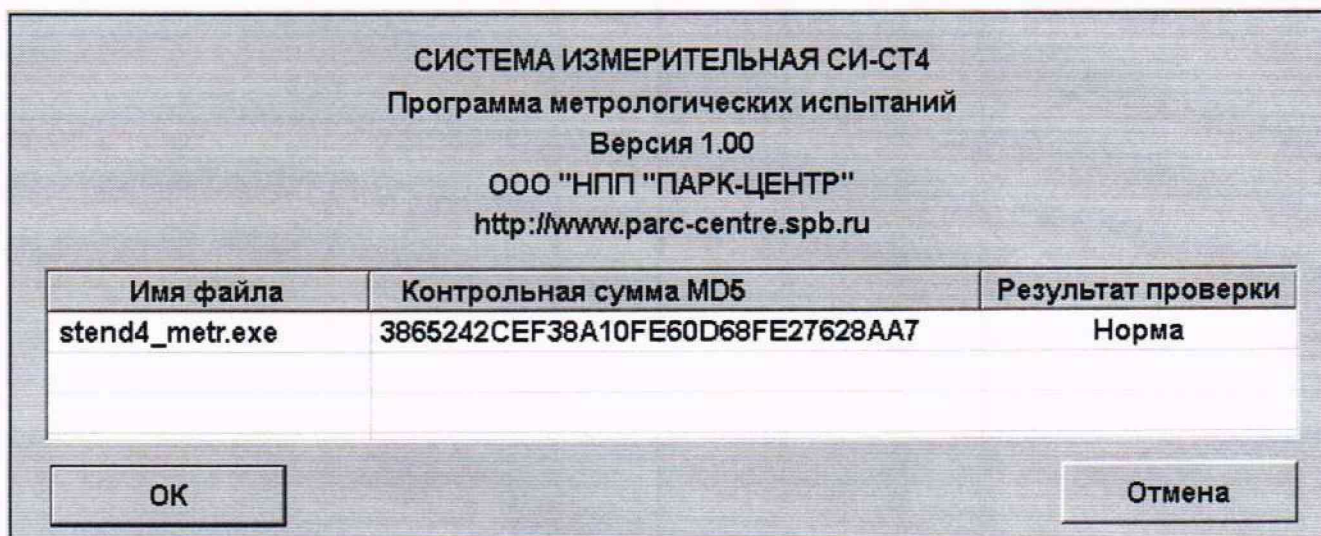 СИСТЕМА ИЗМЕРИТЕЛЬНАЯ СИ-СТ4
Программа метрологических испытаний
Версия 1.00
ООО "НПП "ПАРК-ЦЕНТР"
http://www.parc-centre.spb.ru
Имя файла Контрольная сумма MD5 Результат проверки
stend4_metr.exe 3865242CEF38A10FE60D68FE27628AA7 Норма
ОК Отмена